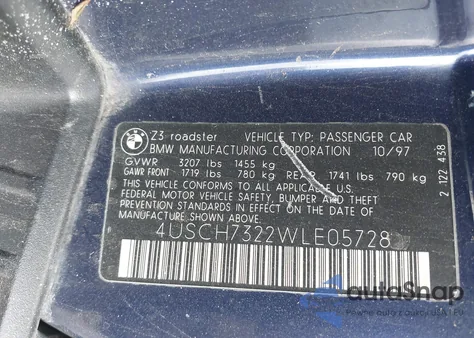 BMW
Z3 roadster VEHICLE TYP: PASSENGER CAR
BMW MANUFACTURING CORPORATION 10/97
GVWR 3207 lbs 1455 kg
GAWR FRONT 1719 lbs 780 kg REAR 1741 lbs 790 kg
THIS VEHICLE CONFORMS TO ALL APPLICABLE U.S.
FEDERAL MOTOR VEHICLE SAFETY, BUMPER, AND THEFT
PREVENTION STANDARDS IN EFFECT ON THE DATE OF
MANUFACTURE SHOWN ABOVE.
4USCH7322WLE05728
2 122 438
autoSnap